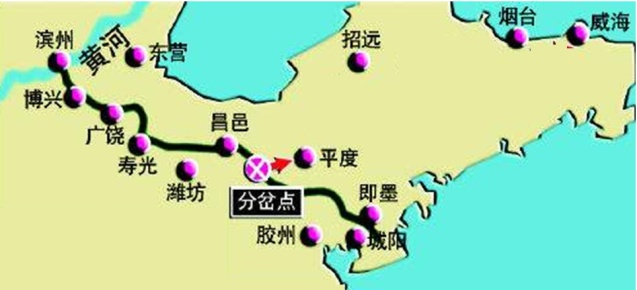 滨州
黄河
东营
招远
烟台
威海
博兴
广饶
寿光
昌邑
潍坊
平度
分岔点
即墨
胶州
城阳